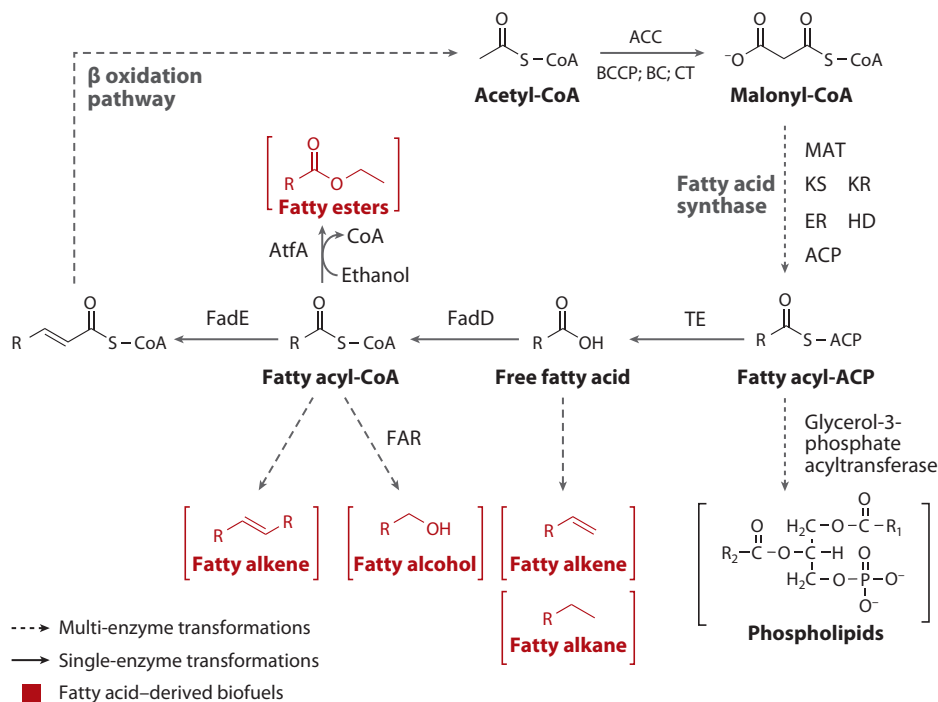 β oxidation
pathway
O
S – CoA
Acetyl-CoA
ACC
BCCP; BC; CT
O O
⁻O S – CoA
Malonyl-CoA
O
R O
Fatty esters
AtfA
CoA
Ethanol
Fatty acid
synthase
MAT
KS KR
ER HD
ACP
O
R S – CoA
FadE
O
R S – CoA
Fatty acyl-CoA
FadD
O
R OH
Free fatty acid
TE
O
R S – ACP
Fatty acyl-ACP
FAR
Glycerol-3-
phosphate
acyltransferase
R R
Fatty alkene
R OH
Fatty alcohol
R
Fatty alkene
R
Fatty alkane
O
H₂C–O–C–R₁
O
R₂–C–O–C–H
O
H₂C–O–P–O⁻
O⁻
Phospholipids
Multi-enzyme transformations
Single-enzyme transformations
Fatty acid–derived biofuels